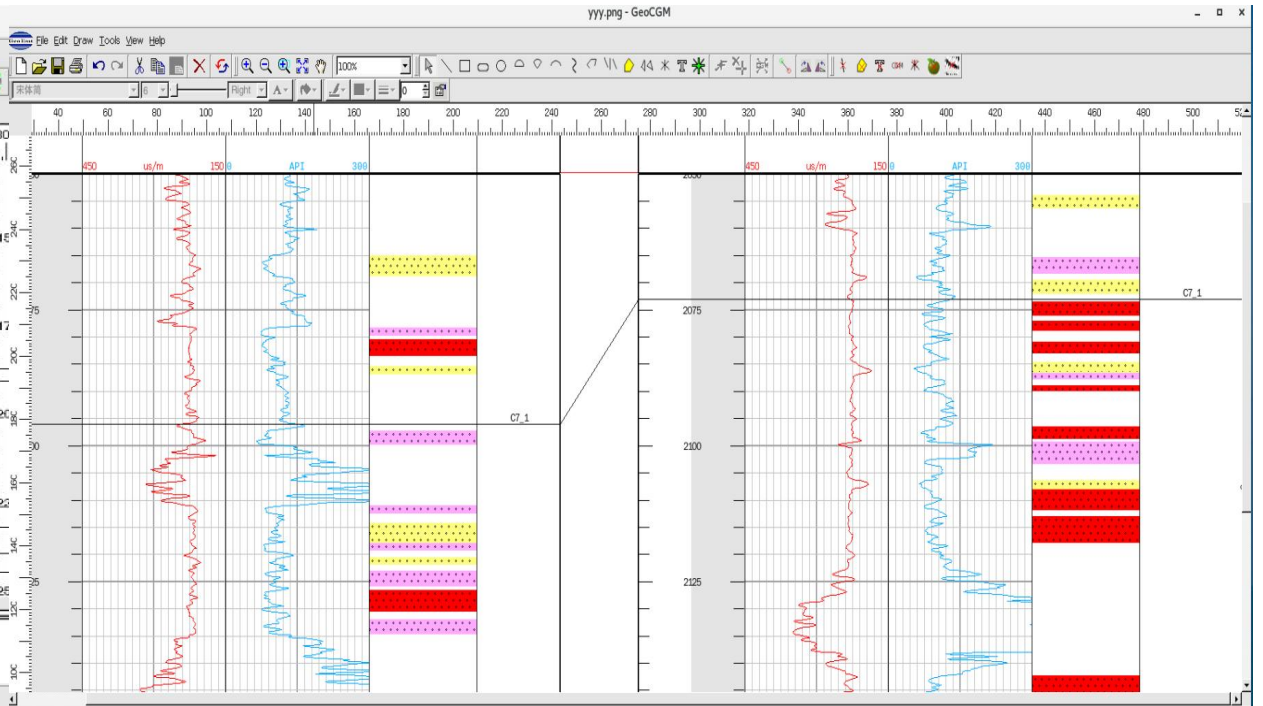 yyy.png - GeoCGM
File Edit Draw Tools View Help
100%
宋体简 6 Right 0
40 60 80 100 120 140 160 180 200 220 240 260 280 300 320 340 360 380 400 420 440 460 480 500
450 us/m 150 0 API 300
450 us/m 150 0 API 300
C7_1
2075
C7_1
2100
2125